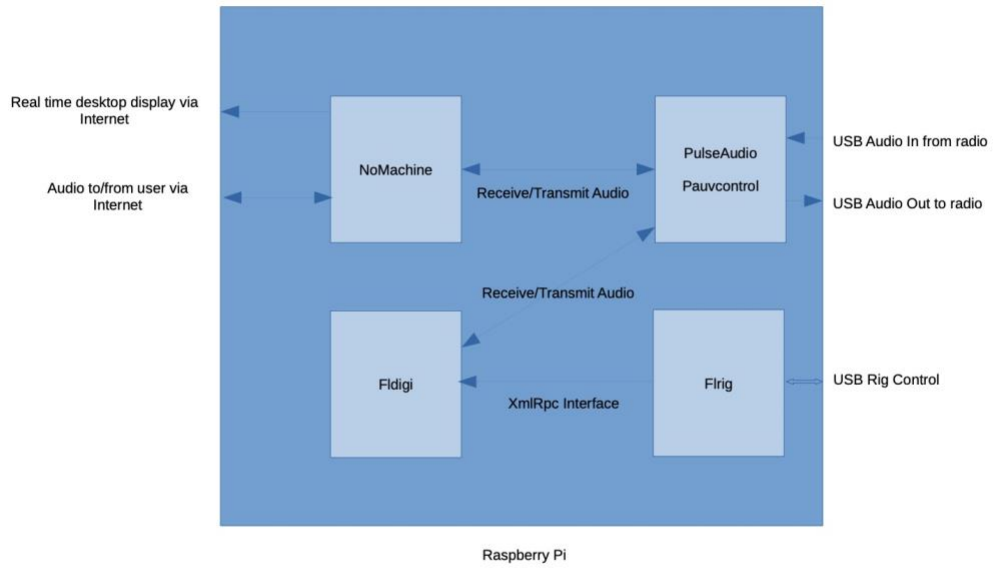 Real time desktop display via
Internet
Audio to/from user via
Internet
NoMachine
Receive/Transmit Audio
PulseAudio
Pauvcontrol
USB Audio In from radio
USB Audio Out to radio
Receive/Transmit Audio
Fldigi
XmlRpc Interface
Flrig
USB Rig Control
Raspberry Pi